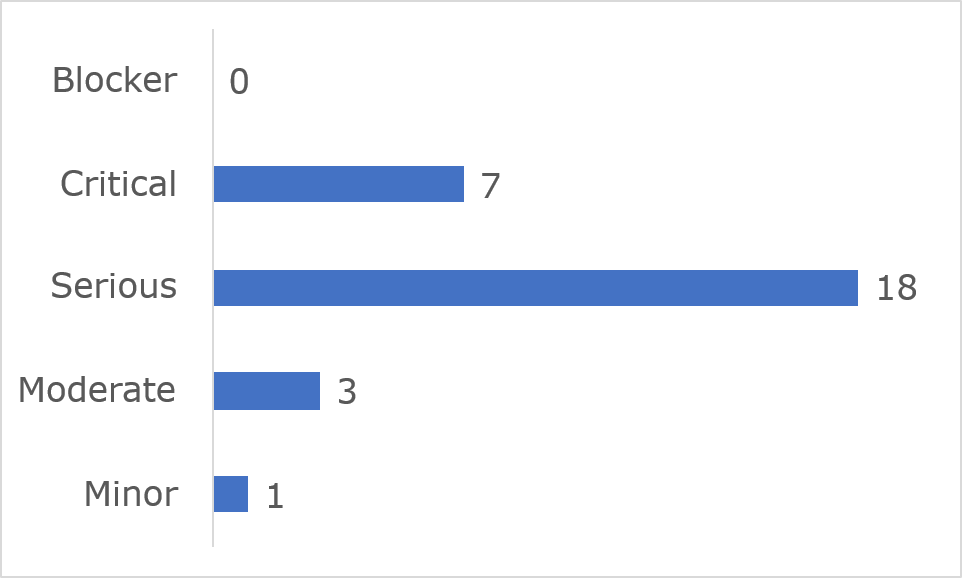 Blocker 0
Critical 7
Serious 18
Moderate 3
Minor 1